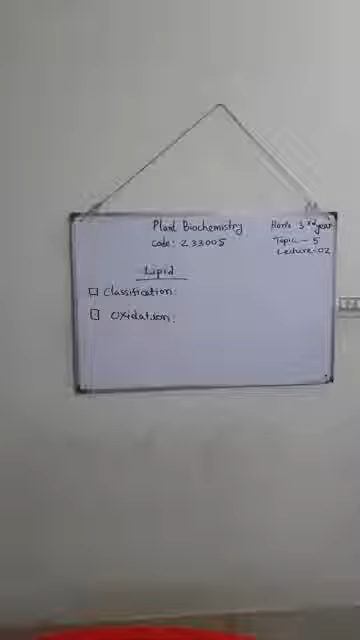 Plant Biochemistry
Code: 233005
Hons 3rd year
Topic - 5
Lecture-02
Lipid
Classification:
Oxidation: